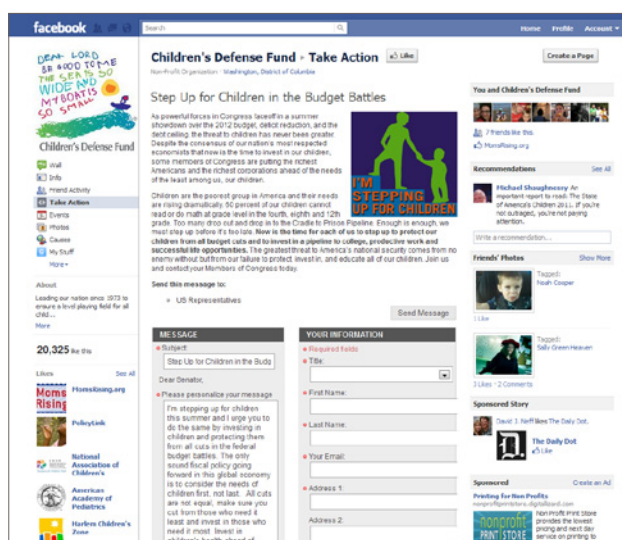 facebook
Search
Home Profile Account
DEAR LORD
BE GOOD TO ME
THE SEA IS SO
WIDE AND
MY BOAT IS
SO SMALL
Children's Defense Fund
Wall
Info
Friend Activity
Take Action
Events
Photos
Causes
My Stuff
More
About
Leading our nation since 1973 to
ensure a level playing field for all
child ...
More
20,325 like this
Likes See All
Moms
Rising
MomsRising.org
PolicyLink
National
Association of
Children's
American
Academy of
Pediatrics
Harlem Children's
Zone
Children's Defense Fund Take Action
Like
Non-Profit Organization · Washington, District of Columbia
Step Up for Children in the Budget Battles
As powerful forces in Congress faceoff in a summer
showdown over the 2012 budget, deficit reduction, and the
debt ceiling, the threat to children has never been greater.
Despite the consensus of our nation's most respected
economists that now is the time to invest in our children,
some members of Congress are putting the richest
Americans and the richest corporations ahead of the needs
of the least among us, our children.
I'M
STEPPING
UP FOR CHILDREN
Children are the poorest group in America and their needs
are rising dramatically. 50 percent of our children cannot
read or do math at grade level in the fourth, eighth and 12th
grade. Too many drop out and drop in to the Cradle to Prison Pipeline. Enough is enough, we
must step up before it's too late. Now is the time for each of us to step up to protect our
children from all budget cuts and to invest in a pipeline to college, productive work and
successful life opportunities. The greatest threat to America's national security comes from no
enemy without but from our failure to protect, invest in, and educate all of our children. Join us
and contact your Members of Congress today.
Send this message to:
US Representatives
Send Message
MESSAGE
Subject:
Step Up for Children in the Budg
Dear Senator,
Please personalize your message
I'm stepping up for children
this summer and I urge you to
do the same by investing in
children and protecting them
from all cuts in the federal
budget battles. The only
sound fiscal policy going
forward in this global economy
is to consider the needs of
children first, not last. All cuts
are not equal, make sure you
cut from those who need it
least and invest in those who
need it most. Invest in
children's health ahead of
YOUR INFORMATION
Required fields
Title:
First Name:
Last Name:
Your Email:
Address 1:
Address 2:
Create a Page
You and Children's Defense Fund
7 friends like this.
MomsRising.org
Recommendations See All
Michael Shaughnessy An
important report to read: The State
of America's Children 2011. If you're
not outraged, you're not paying
attention.
Write a recommendation...
Friends' Photos Show More
Tagged:
Noah Cooper
1 Like
Tagged:
Sally Green Heaven
3 Likes · 2 Comments
Sponsored Story
David J. Neff likes The Daily Dot.
D.
The Daily Dot
Like
Sponsored Create an Ad
Printing for Non Profits
nonprofitprintstore.digitallizard.com
nonprofit
PRINT STORE
Non Profit Print Store
provides the lowest
pricing and next day
service on printing to